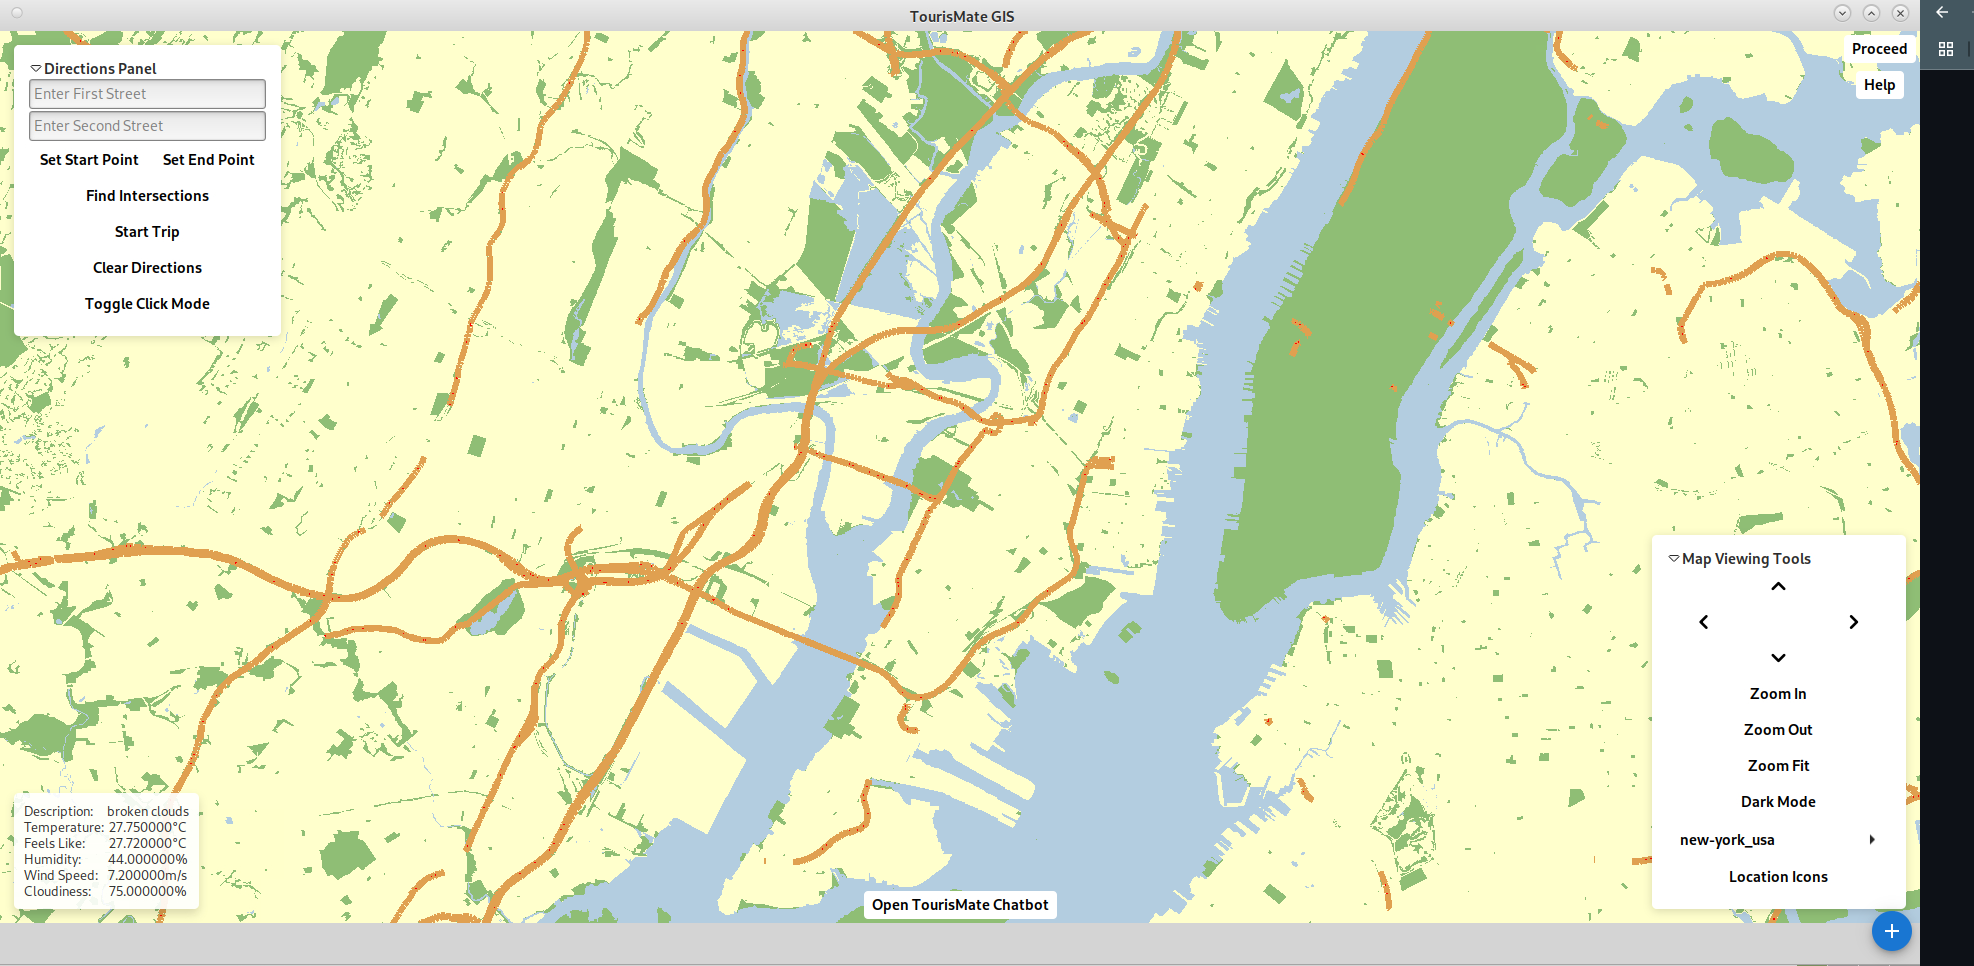 TourisMate GIS
Directions Panel
Enter First Street
Enter Second Street
Set Start Point Set End Point
Find Intersections
Start Trip
Clear Directions
Toggle Click Mode
Proceed
Help
Map Viewing Tools
Zoom In
Zoom Out
Zoom Fit
Dark Mode
new-york_usa
Location Icons
Description: broken clouds
Temperature: 27.750000°C
Feels Like: 27.720000°C
Humidity: 44.000000%
Wind Speed: 7.200000m/s
Cloudiness: 75.000000%
Open TourisMate Chatbot